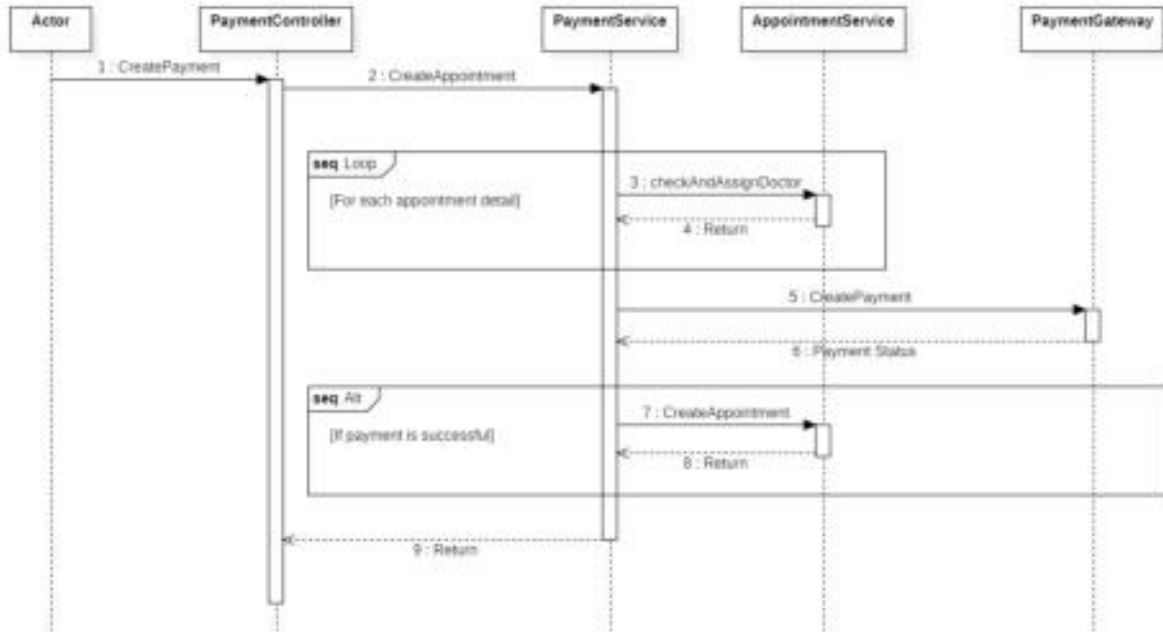 Actor
PaymentController
PaymentService
AppointmentService
PaymentGateway
1 : CreatePayment
2 : CreateAppointment
seq Loop
[For each appointment detail]
3 : checkAndAssignDoctor
4 : Return
5 : CreatePayment
6 : Payment Status
seq Alt
[If payment is successful]
7 : CreateAppointment
8 : Return
9 : Return